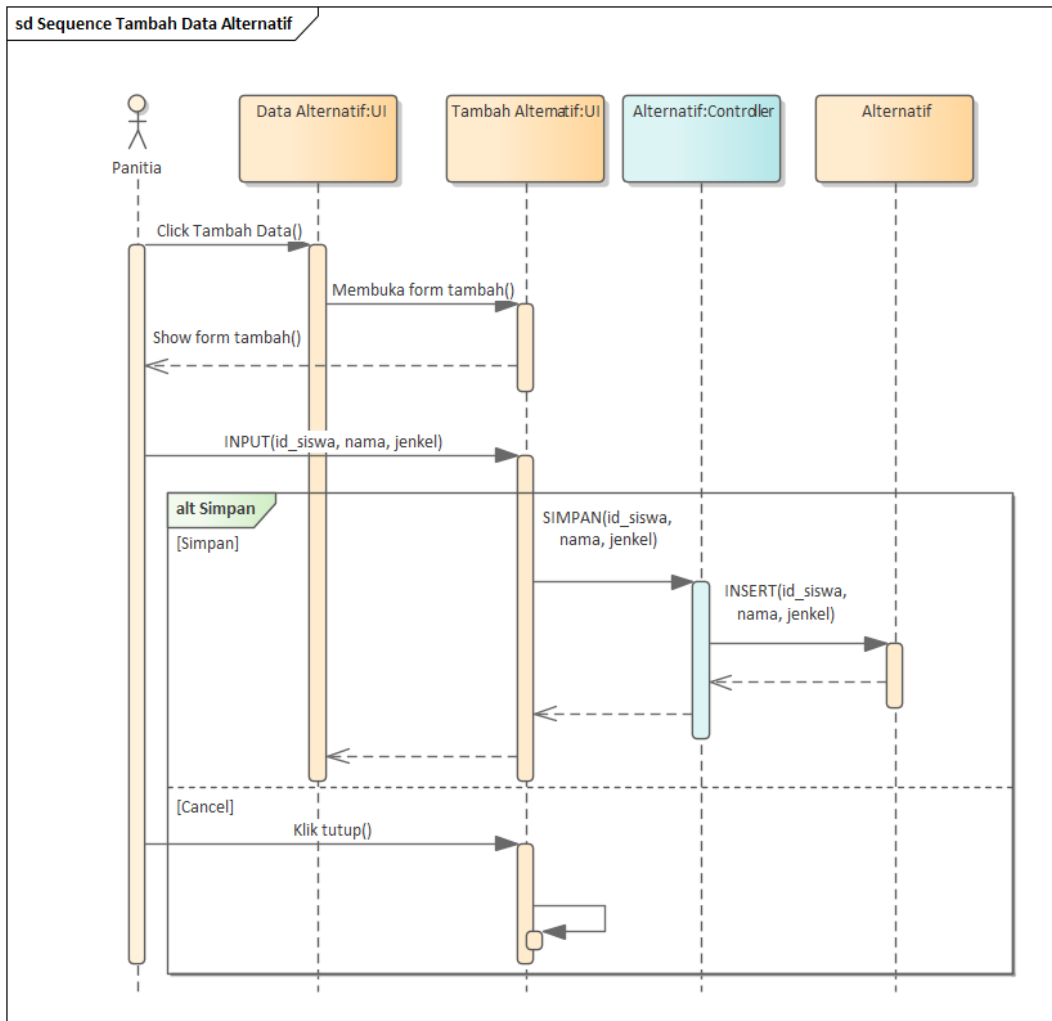 sd Sequence Tambah Data Alternatif
Panitia
Data Alternatif:UI
Tambah Alternatif:UI
Alternatif:Controller
Alternatif
Click Tambah Data()
Membuka form tambah()
Show form tambah()
INPUT(id_siswa, nama, jenkel)
alt Simpan
[Simpan]
SIMPAN(id_siswa,
nama, jenkel)
INSERT(id_siswa,
nama, jenkel)
[Cancel]
Klik tutup()